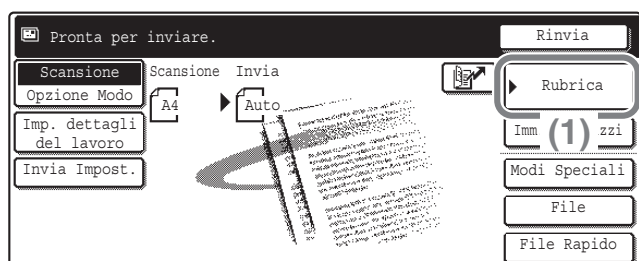 Pronta per inviare.
Rinvia
Scansione
Opzione Modo
Imp. dettagli
del lavoro
Invia Impost.
Scansione Invia
A4 Auto
Rubrica
Imm (1) zzi
Modi Speciali
File
File Rapido